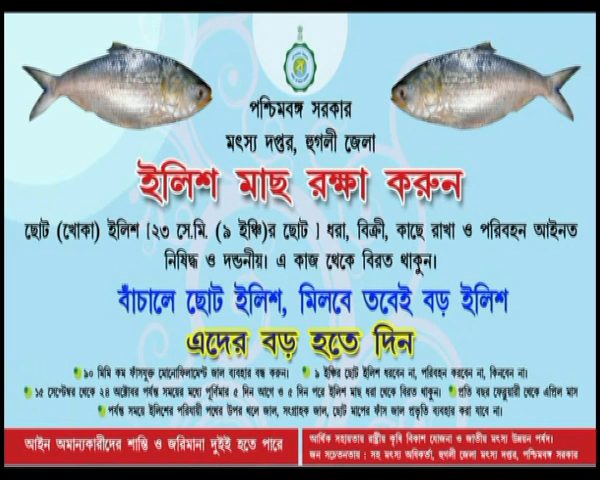 পশ্চিমবঙ্গ সরকার
মৎস্য দপ্তর, হুগলী জেলা
ইলিশ মাছ রক্ষা করুন
ছোট (খোকা) ইলিশ [২৩ সে.মি. (৯ ইঞ্চি)র ছোট ] ধরা, বিক্রী, কাছে রাখা ও পরিবহন আইনত
নিষিদ্ধ ও দন্ডনীয়। এ কাজ থেকে বিরত থাকুন।
বাঁচালে ছোট ইলিশ, মিলবে তবেই বড় ইলিশ
এদের বড় হতে দিন
৯০ মিমি কম ফাঁসযুক্ত মোনোফিলামেন্ট জাল ব্যবহার বন্ধ করুন। ৯ ইঞ্চির ছোট ইলিশ ধরবেন না, পরিবহন করবেন না, কিনবেন না।
১৫ সেপ্টেম্বর থেকে ২৪ অক্টোবর পর্যন্ত সময়ের মধ্যে পূর্ণিমার ৫ দিন আগে ও ৫ দিন পরে ইলিশ মাছ ধরা থেকে বিরত থাকুন। প্রতি বছর ফেব্রুয়ারী থেকে এপ্রিল মাস
পর্যন্ত সময়ে ইলিশের পরিযায়ী পথের উপর থলে জাল, সংগ্রাহক জাল, ছোট মাপের ফাঁস জাল প্রভৃতি ব্যবহার করা যাবে না।
আইন অমান্যকারীদের শাস্তি ও জরিমানা দুইই হতে পারে
আর্থিক সহায়তায় রাষ্ট্রীয় কৃষি বিকাশ যোজনা ও জাতীয় মৎস্য উন্নয়ন পর্ষদ।
জন সচেতনতায় : সহ মৎস্য অধিকর্তা, হুগলী জেলা মৎস্য দপ্তর, পশ্চিমবঙ্গ সরকার